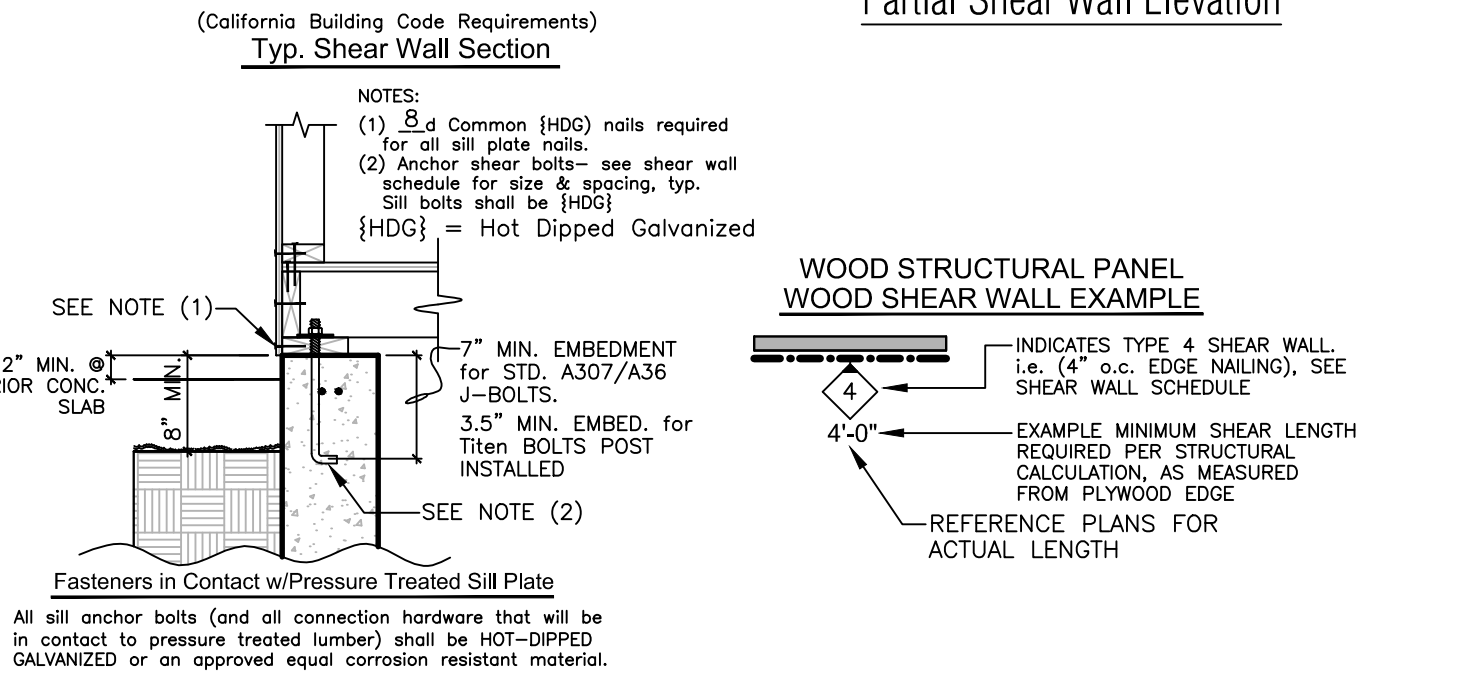 (California Building Code Requirements)
Typ. Shear Wall Section
Partial Shear Wall Elevation
NOTES:
(1) 8d Common {HDG) nails required
for all sill plate nails.
(2) Anchor shear bolts– see shear wall
schedule for size & spacing, typ.
Sill bolts shall be {HDG}
{HDG} = Hot Dipped Galvanized
SEE NOTE (1)
2" MIN. @
RIOR CONC.
SLAB
8" MIN.
7" MIN. EMBEDMENT
for STD. A307/A36
J–BOLTS.
3.5" MIN. EMBED. for
Titen BOLTS POST
INSTALLED
SEE NOTE (2)
Fasteners in Contact w/Pressure Treated Sill Plate
All sill anchor bolts (and all connection hardware that will be
in contact to pressure treated lumber) shall be HOT–DIPPED
GALVANIZED or an approved equal corrosion resistant material.
WOOD STRUCTURAL PANEL
WOOD SHEAR WALL EXAMPLE
INDICATES TYPE 4 SHEAR WALL.
i.e. (4" o.c. EDGE NAILING), SEE
SHEAR WALL SCHEDULE
4
4'-0"
EXAMPLE MINIMUM SHEAR LENGTH
REQUIRED PER STRUCTURAL
CALCULATION, AS MEASURED
FROM PLYWOOD EDGE
REFERENCE PLANS FOR
ACTUAL LENGTH